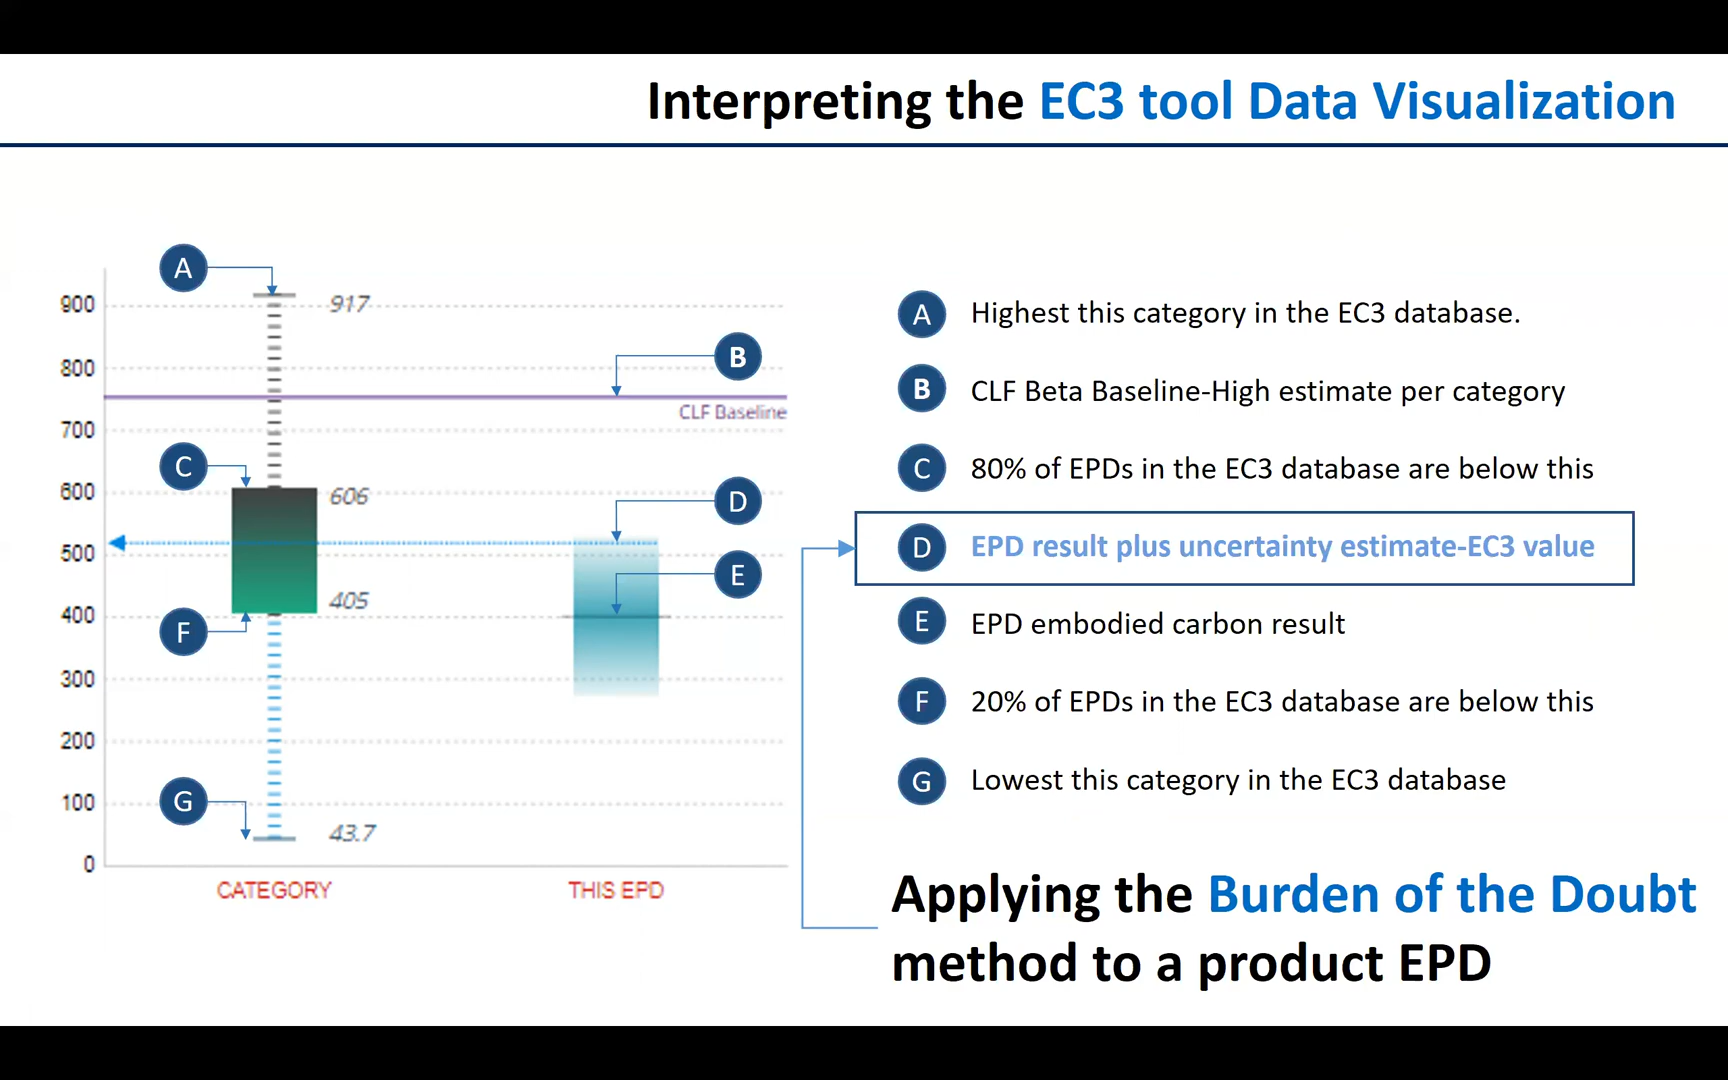 Interpreting the EC3 tool Data Visualization
A
917
900
800
B
CLF Baseline
700
C
600
606
D
500
E
405
400
F
300
200
G
100
43.7
0
CATEGORY
THIS EPD
A Highest this category in the EC3 database.
B CLF Beta Baseline-High estimate per category
C 80% of EPDs in the EC3 database are below this
D EPD result plus uncertainty estimate-EC3 value
E EPD embodied carbon result
F 20% of EPDs in the EC3 database are below this
G Lowest this category in the EC3 database
Applying the Burden of the Doubt
method to a product EPD